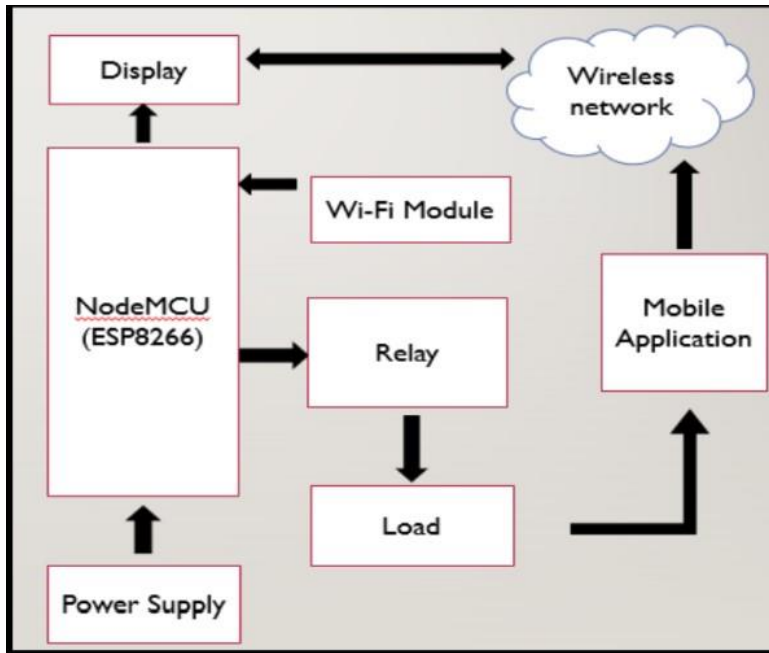 Display
Wireless
network
Wi-Fi Module
NodeMCU
(ESP8266)
Relay
Mobile
Application
Load
Power Supply